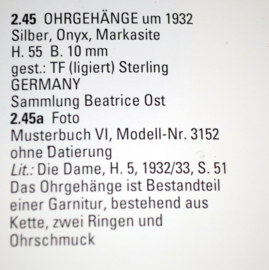 2.45 OHRGEHÄNGE um 1932
Silber, Onyx, Markasite
H. 55 B. 10 mm
gest.: TF (ligiert) Sterling
GERMANY
Sammlung Beatrice Ost
2.45a Foto
Musterbuch VI, Modell-Nr. 3152
ohne Datierung
Lit.: Die Dame, H. 5, 1932/33, S. 51
Das Ohrgehänge ist Bestandteil
einer Garnitur, bestehend aus
Kette, zwei Ringen und
Ohrschmuck